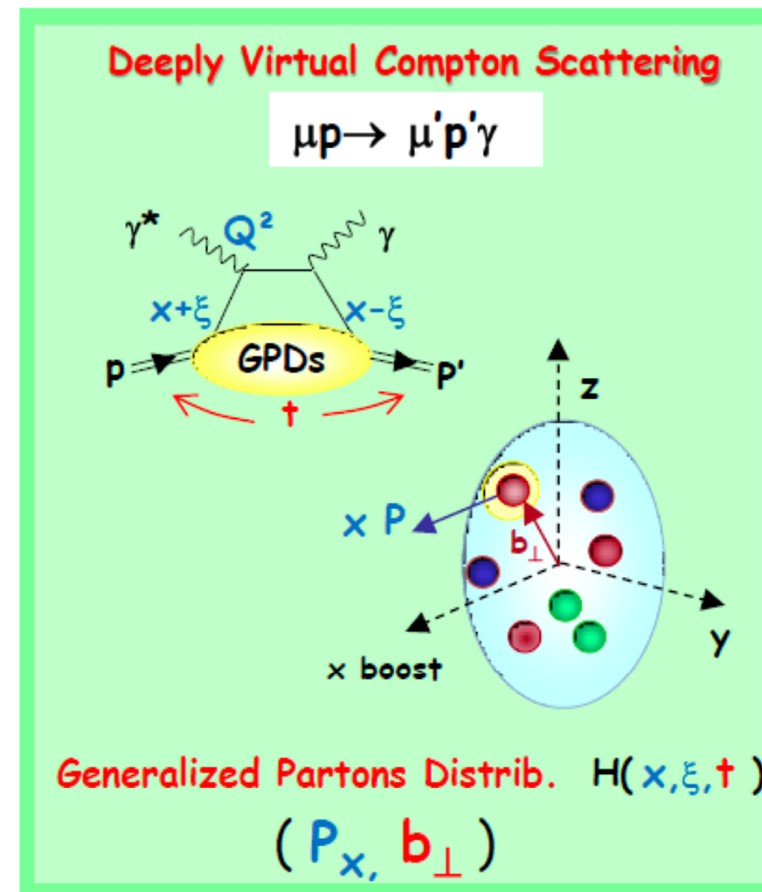 Deeply Virtual Compton Scattering
μp→ μ'p'γ
γ* Q² γ
x+ξ x-ξ
p GPDs P'
t
z
x P
b⊥
y
x boost
Generalized Partons Distrib. H( x,ξ,t )
( Px, b⊥ )